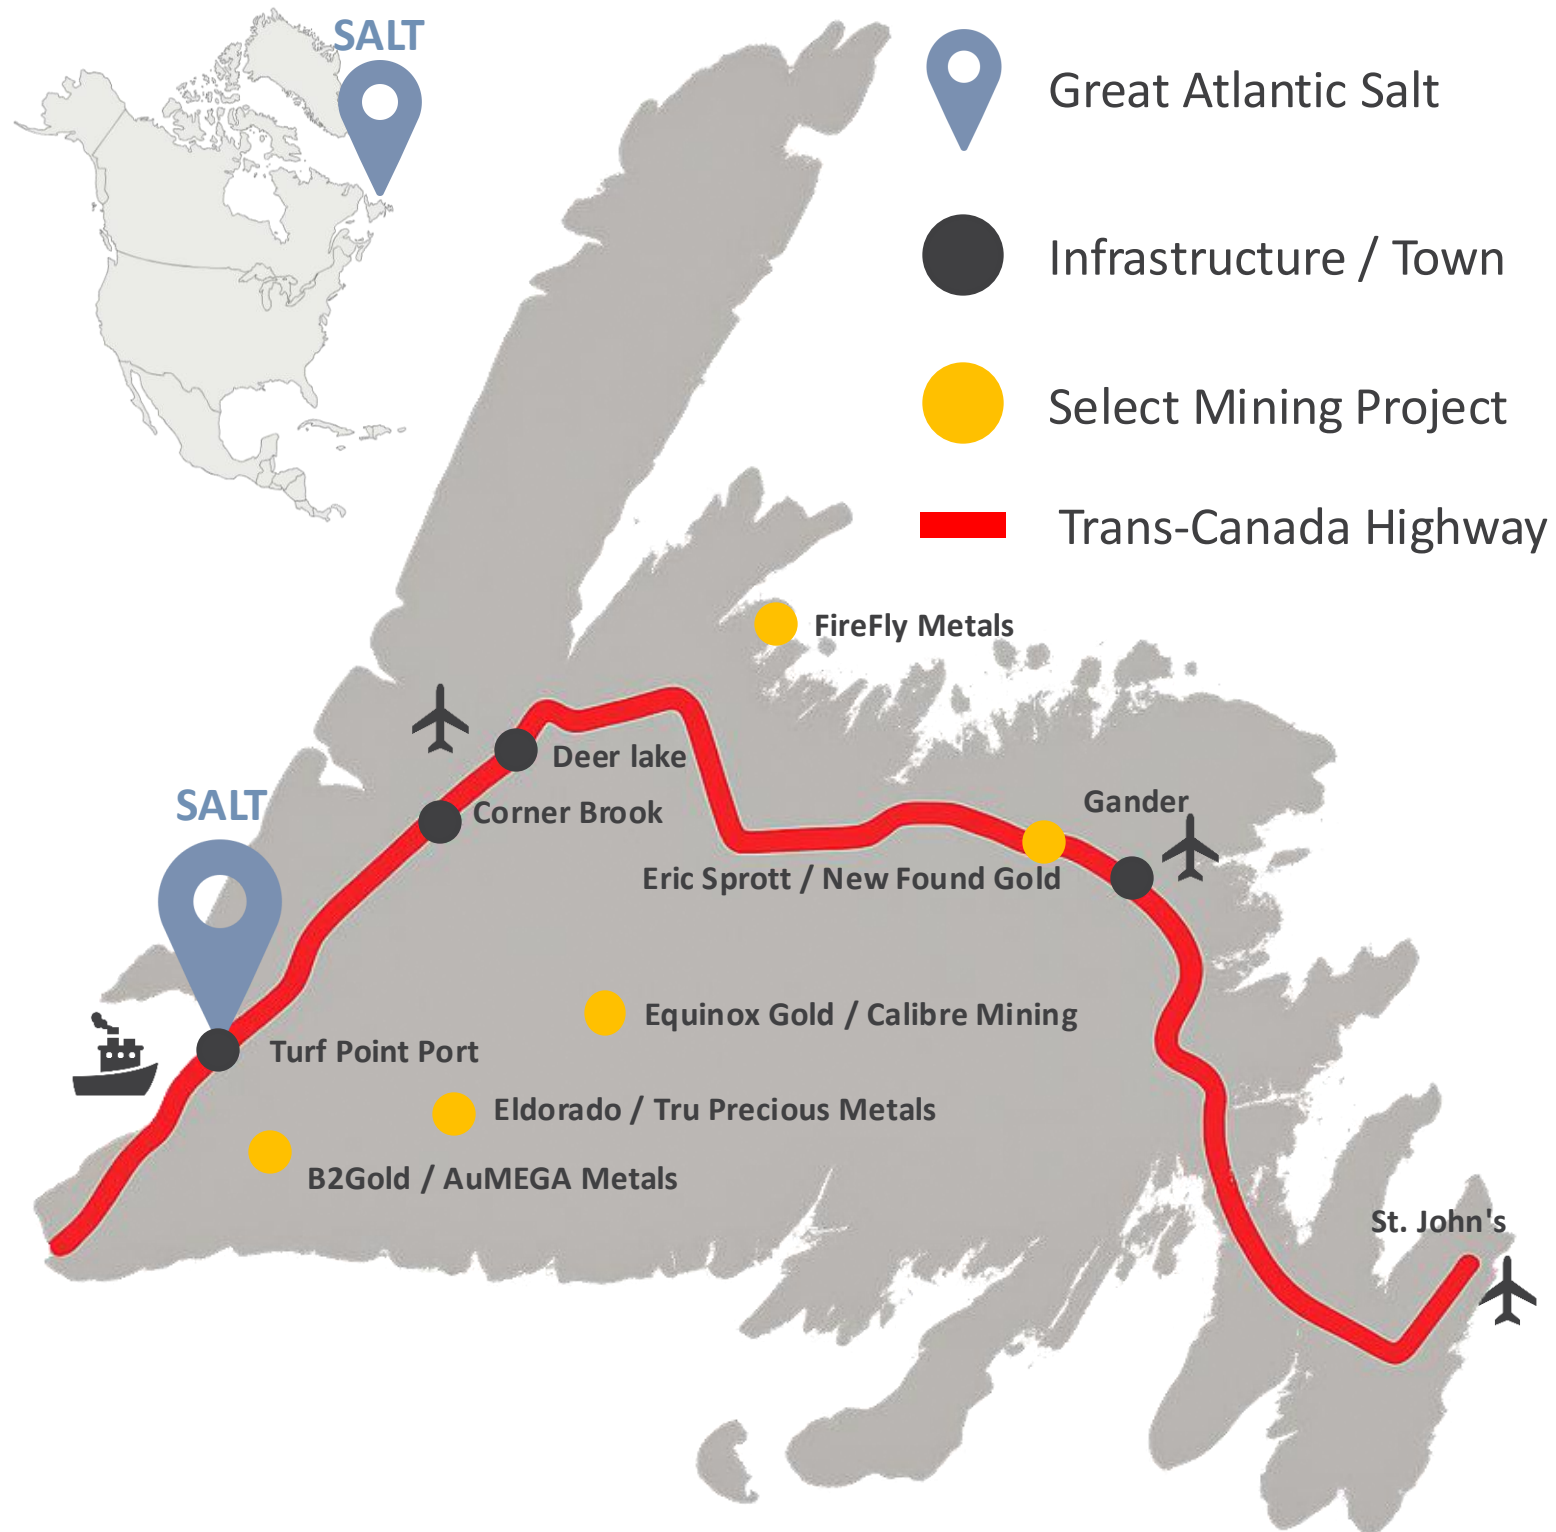 SALT
Great Atlantic Salt
Infrastructure / Town
Select Mining Project
Trans-Canada Highway
FireFly Metals
Deer lake
Corner Brook
SALT
Gander
Eric Sprott / New Found Gold
Equinox Gold / Calibre Mining
Turf Point Port
Eldorado / Tru Precious Metals
B2Gold / AuMEGA Metals
St. John's